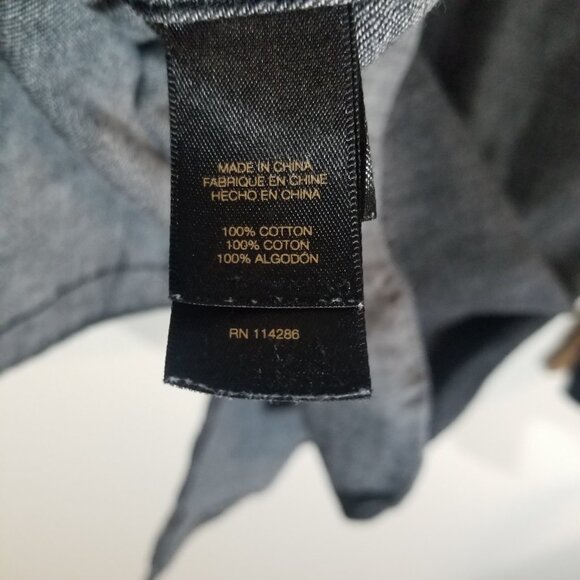 MADE IN CHINA
FABRIQUE EN CHINE
HECHO EN CHINA
100% COTTON
100% COTON
100% ALGODÓN
RN 114286